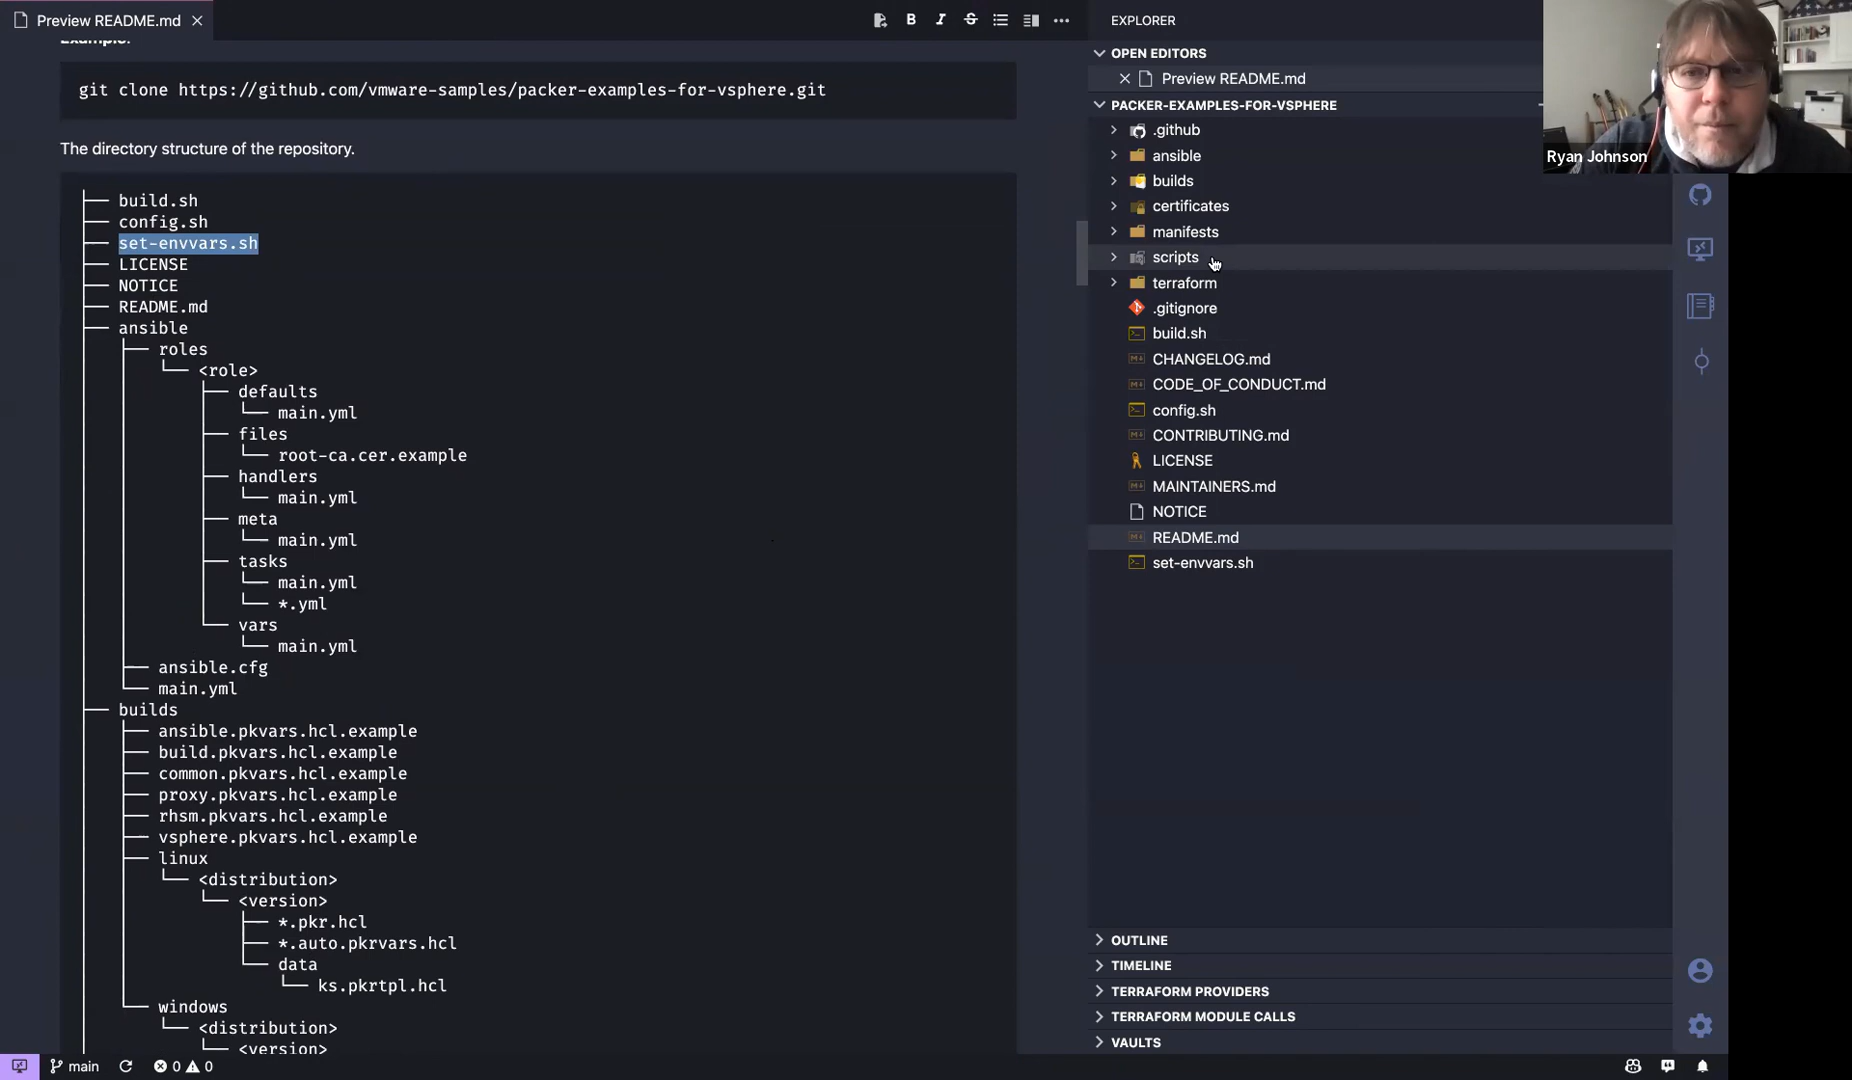 Preview README.md
Example:
git clone https://github.com/vmware-samples/packer-examples-for-vsphere.git
The directory structure of the repository.
├── build.sh
├── config.sh
├── set-envvars.sh
├── LICENSE
├── NOTICE
├── README.md
├── ansible
│   ├── roles
│   │   └── <role>
│   │       ├── defaults
│   │       │   └── main.yml
│   │       ├── files
│   │       │   └── root-ca.cer.example
│   │       ├── handlers
│   │       │   └── main.yml
│   │       ├── meta
│   │       │   └── main.yml
│   │       ├── tasks
│   │       │   ├── main.yml
│   │       │   └── *.yml
│   │       └── vars
│   │           └── main.yml
│   ├── ansible.cfg
│   └── main.yml
├── builds
│   ├── ansible.pkvars.hcl.example
│   ├── build.pkvars.hcl.example
│   ├── common.pkvars.hcl.example
│   ├── proxy.pkvars.hcl.example
│   ├── rhsm.pkvars.hcl.example
│   ├── vsphere.pkvars.hcl.example
│   ├── linux
│   │   └── <distribution>
│   │       └── <version>
│   │           ├── *.pkr.hcl
│   │           ├── *.auto.pkrvars.hcl
│   │           └── data
│   │               └── ks.pkrtpl.hcl
│   └── windows
│       └── <distribution>
│           └── <version>
EXPLORER
OPEN EDITORS
Preview README.md
PACKER-EXAMPLES-FOR-VSPHERE
.github
ansible
builds
certificates
manifests
scripts
terraform
.gitignore
build.sh
CHANGELOG.md
CODE_OF_CONDUCT.md
config.sh
CONTRIBUTING.md
LICENSE
MAINTAINERS.md
NOTICE
README.md
set-envvars.sh
OUTLINE
TIMELINE
TERRAFORM PROVIDERS
TERRAFORM MODULE CALLS
VAULTS
Ryan Johnson
main 0 0